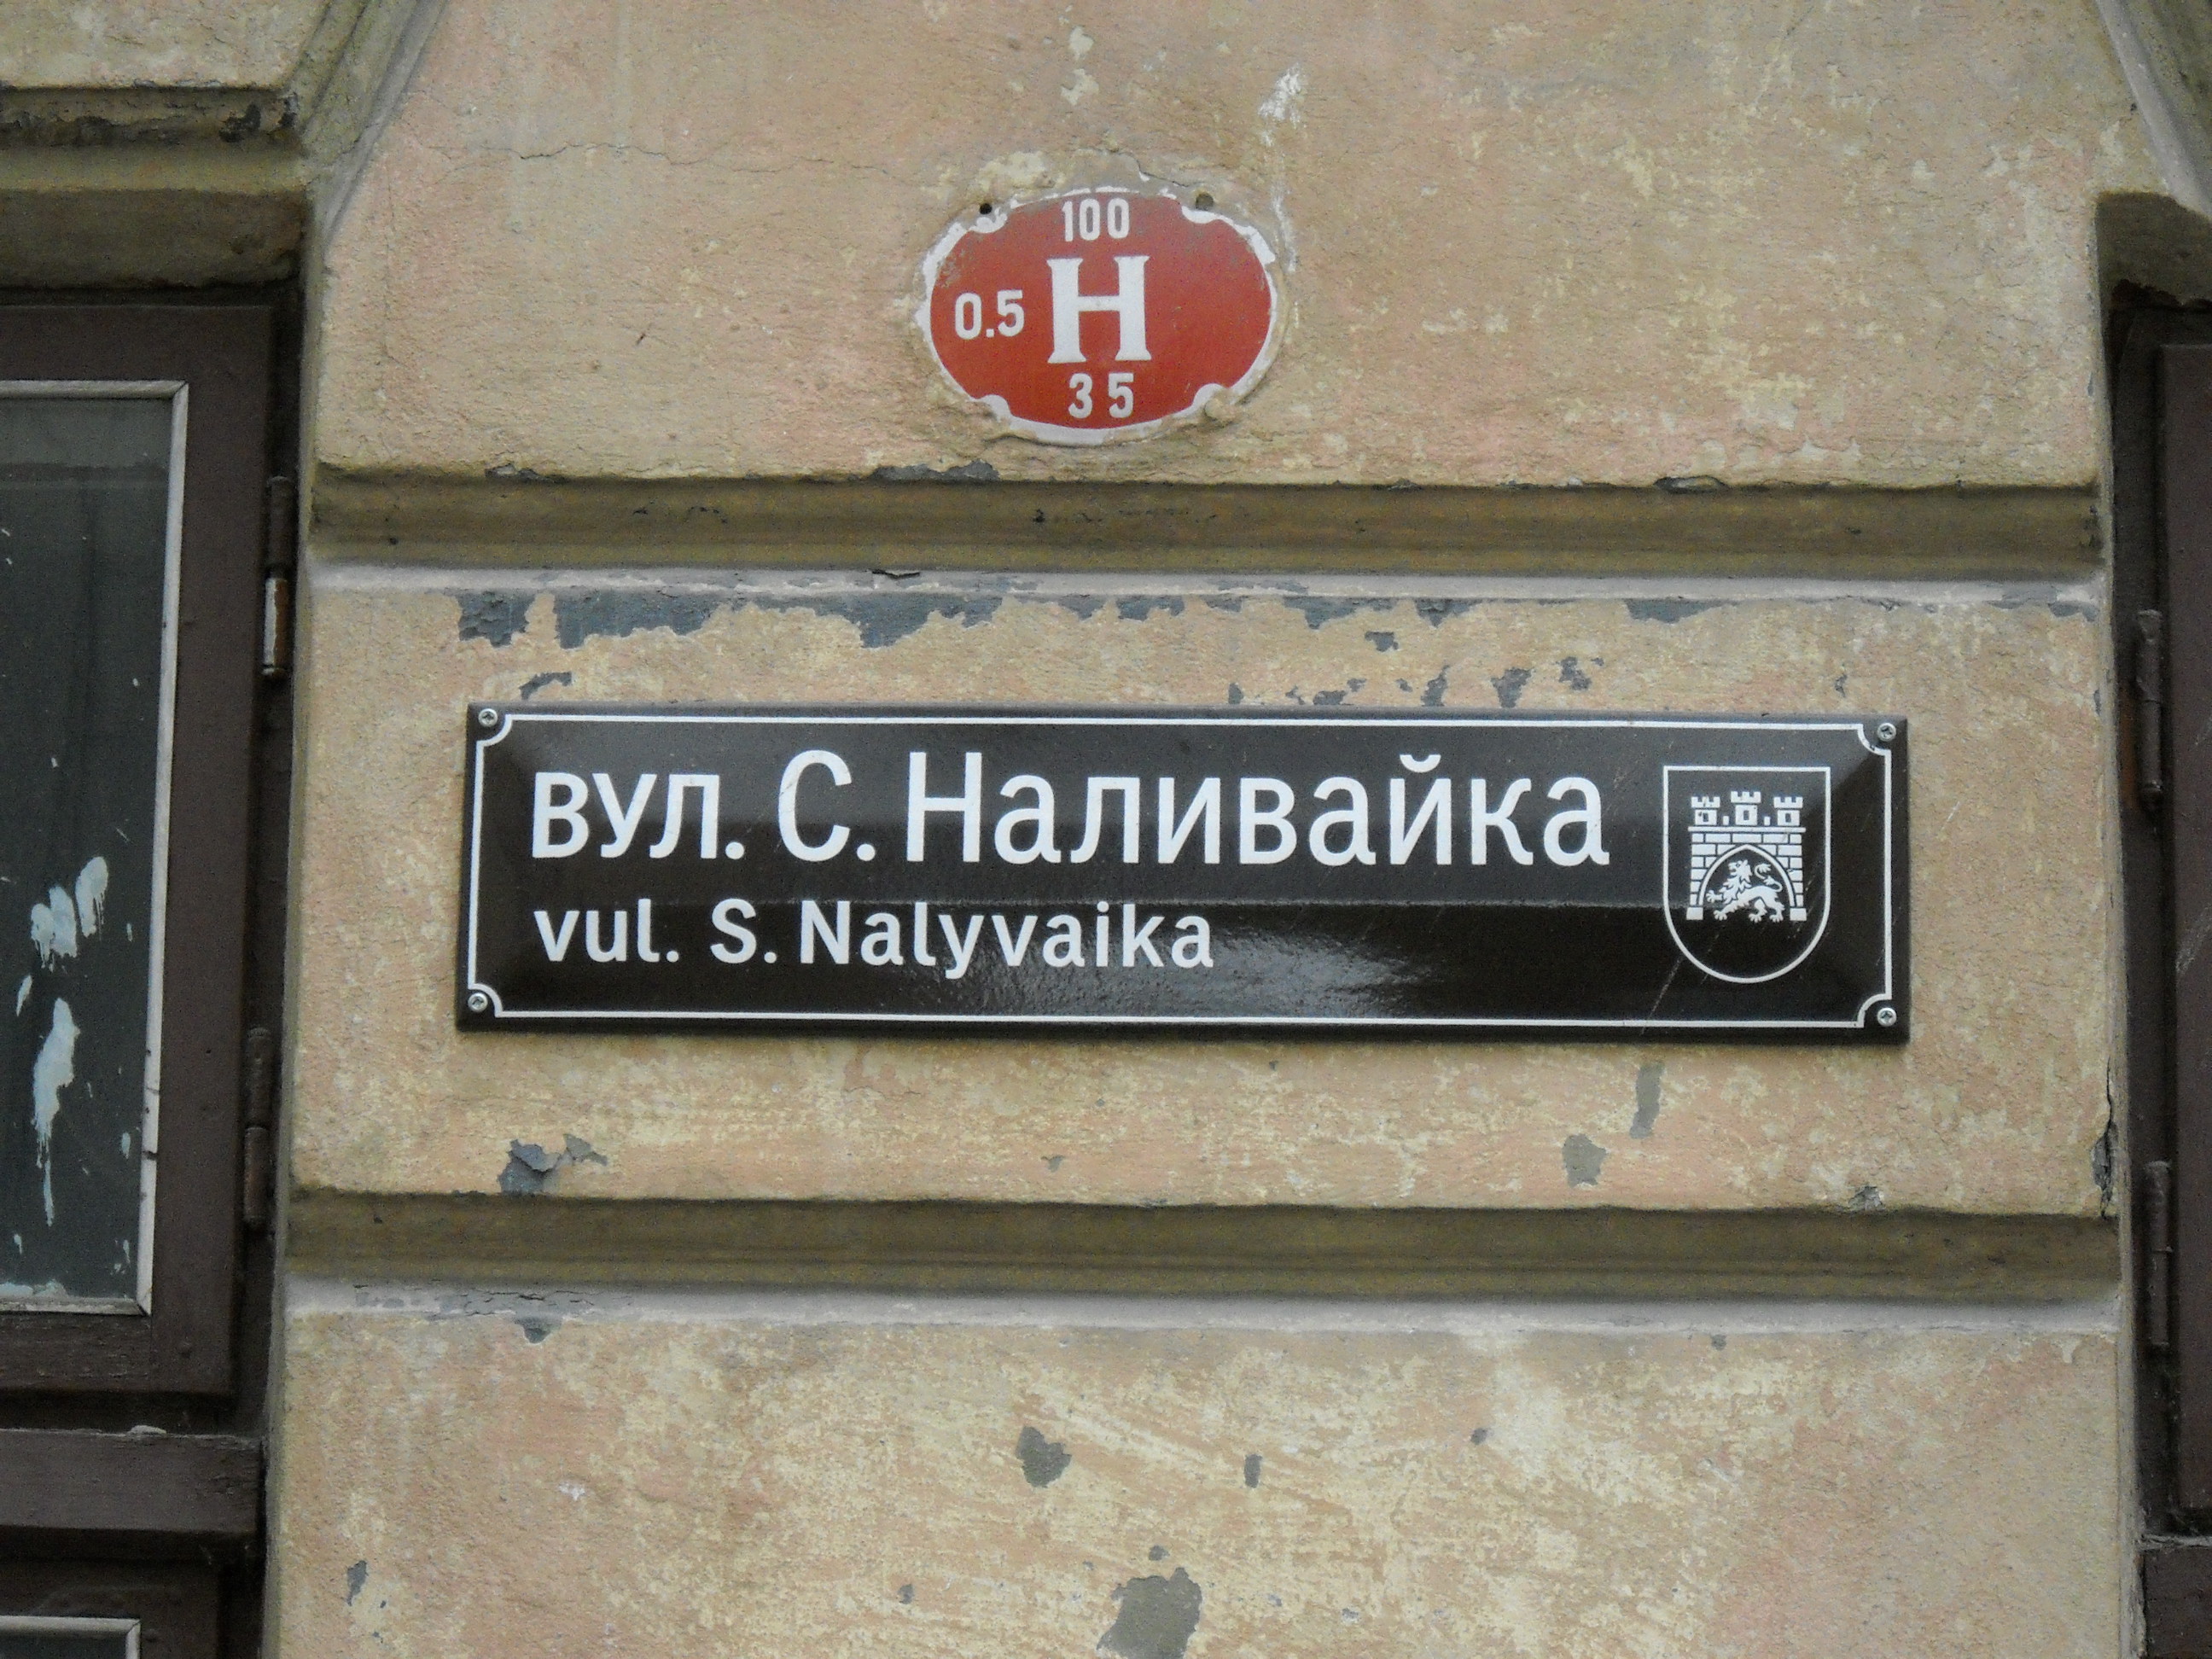 100
0.5 H
35
вул. С. Наливайка
vul. S. Nalyvaika